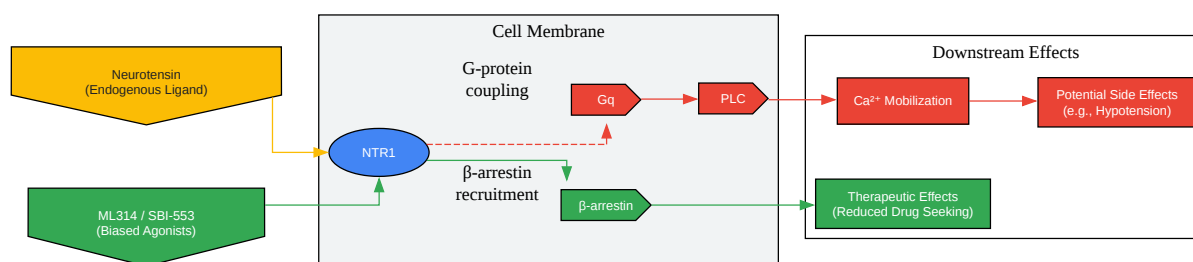 Cell Membrane
Downstream Effects
Neurotensin
(Endogenous Ligand)
G-protein
coupling
Gq
PLC
Ca²⁺ Mobilization
Potential Side Effects
(e.g., Hypotension)
NTR1
β-arrestin
recruitment
ML314 / SBI-553
(Biased Agonists)
β-arrestin
Therapeutic Effects
(Reduced Drug Seeking)